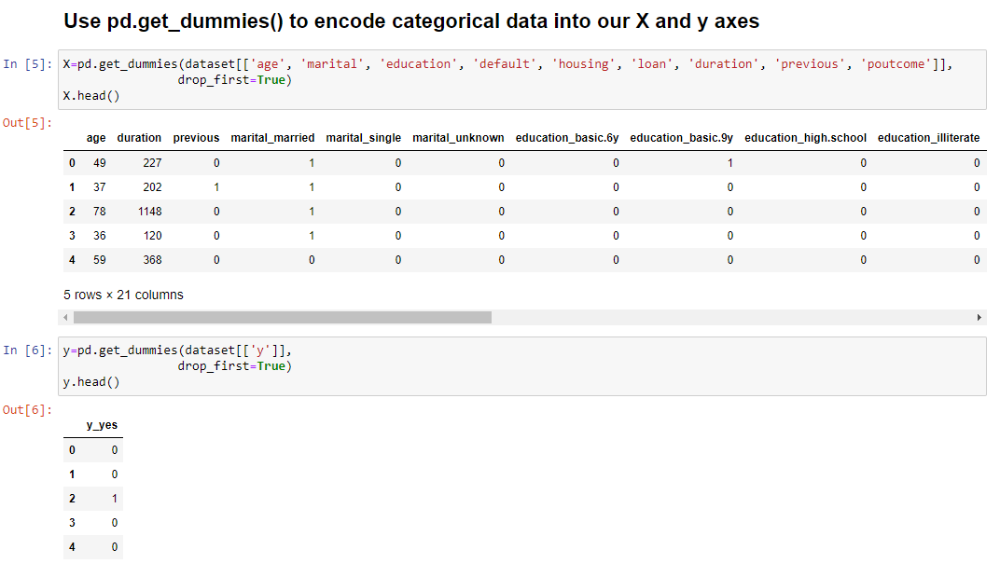 Use pd.get_dummies() to encode categorical data into our X and y axes
In [5]: X=pd.get_dummies(dataset[['age', 'marital', 'education', 'default', 'housing', 'loan', 'duration', 'previous', 'poutcome']],
drop_first=True)
X.head()
Out[5]:
age duration previous marital_married marital_single marital_unknown education_basic.6y education_basic.9y education_high.school education_illiterate
0 49 227 0 1 0 0 0 1 0 0
1 37 202 1 1 0 0 0 0 0 0
2 78 1148 0 1 0 0 0 0 0 0
3 36 120 0 1 0 0 0 0 0 0
4 59 368 0 0 0 0 0 0 0 0
5 rows × 21 columns
In [6]: y=pd.get_dummies(dataset[['y']],
drop_first=True)
y.head()
Out[6]:
y_yes
0 0
1 0
2 1
3 0
4 0